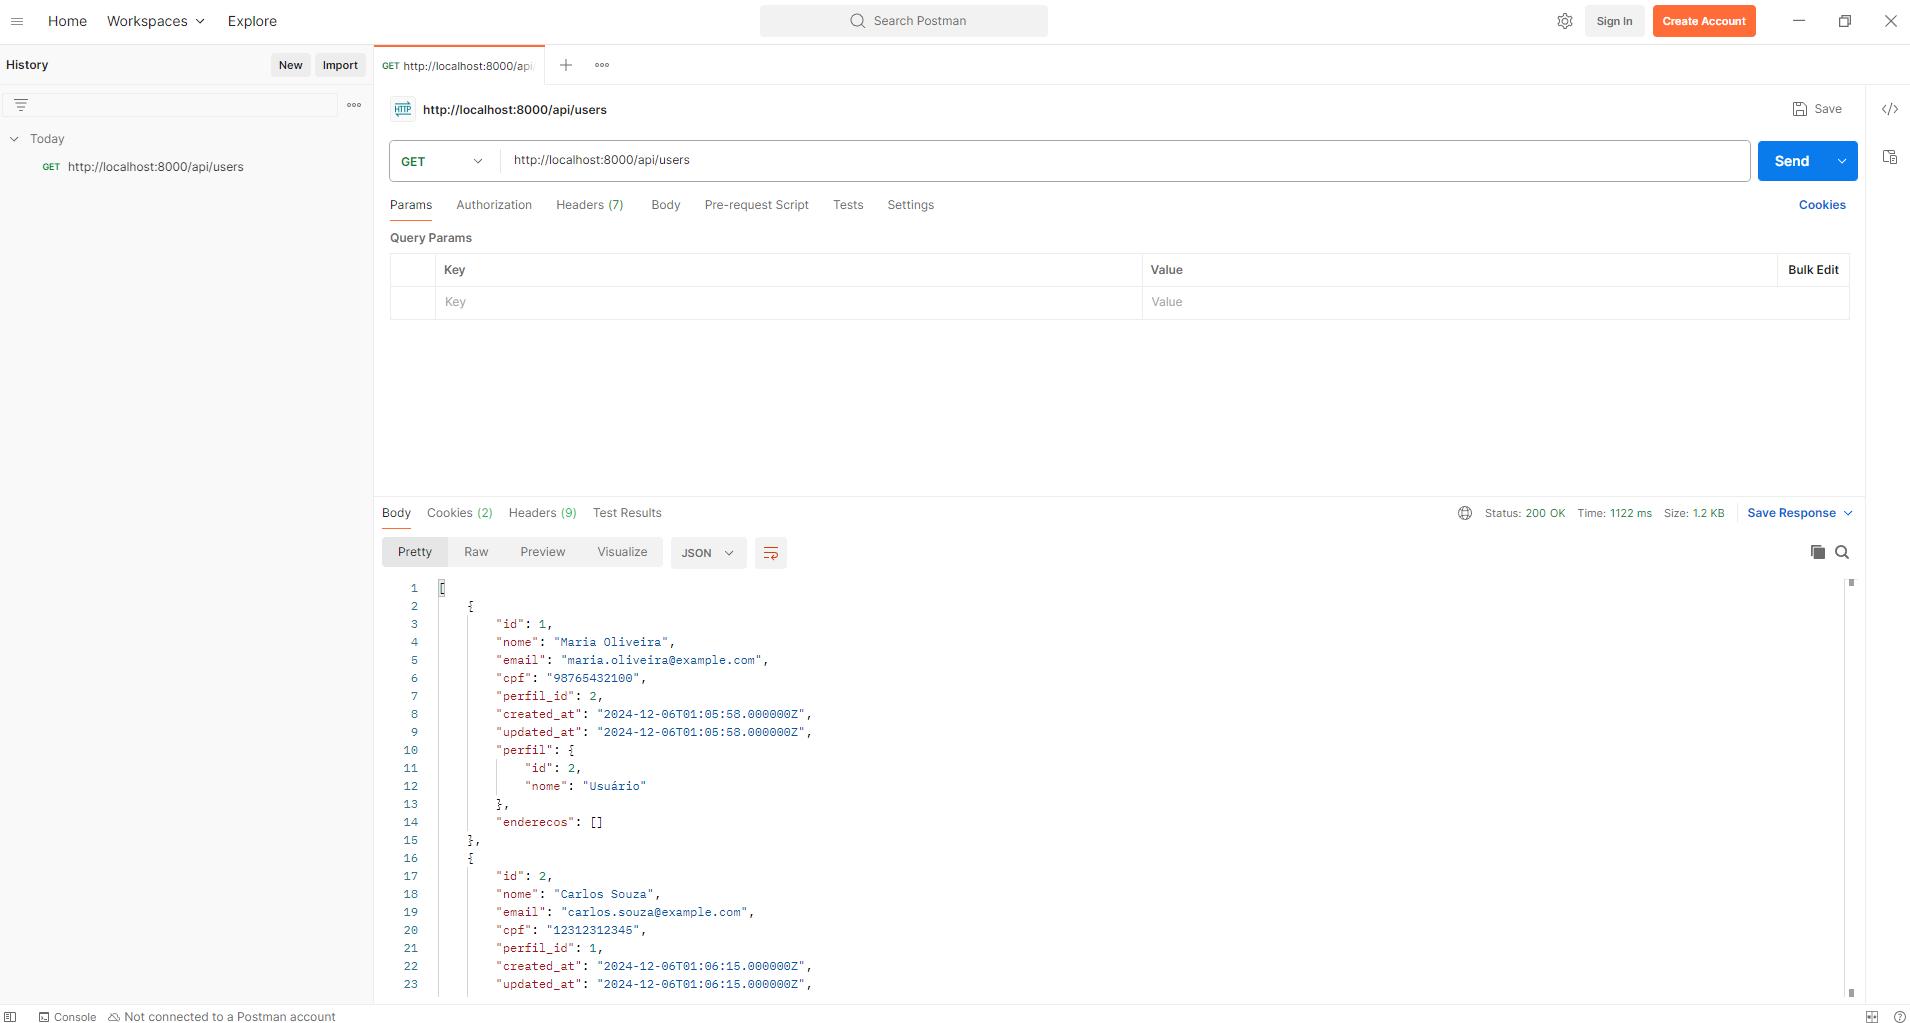 Home Workspaces Explore Search Postman Sign In Create Account
History New Import GET http://localhost:8000/api
HTTP http://localhost:8000/api/users Save
Today
GET http://localhost:8000/api/users
GET http://localhost:8000/api/users Send
Params Authorization Headers (7) Body Pre-request Script Tests Settings Cookies
Query Params
Key Value Bulk Edit
Key Value
Body Cookies (2) Headers (9) Test Results Status: 200 OK Time: 1122 ms Size: 1.2 KB Save Response
Pretty Raw Preview Visualize JSON
1 [
2 {
3 "id": 1,
4 "nome": "Maria Oliveira",
5 "email": "maria.oliveira@example.com",
6 "cpf": "98765432100",
7 "perfil_id": 2,
8 "created_at": "2024-12-06T01:05:58.000000Z",
9 "updated_at": "2024-12-06T01:05:58.000000Z",
10 "perfil": {
11 "id": 2,
12 "nome": "Usuário"
13 },
14 "enderecos": []
15 },
16 {
17 "id": 2,
18 "nome": "Carlos Souza",
19 "email": "carlos.souza@example.com",
20 "cpf": "12312312345",
21 "perfil_id": 1,
22 "created_at": "2024-12-06T01:06:15.000000Z",
23 "updated_at": "2024-12-06T01:06:15.000000Z",
Console Not connected to a Postman account